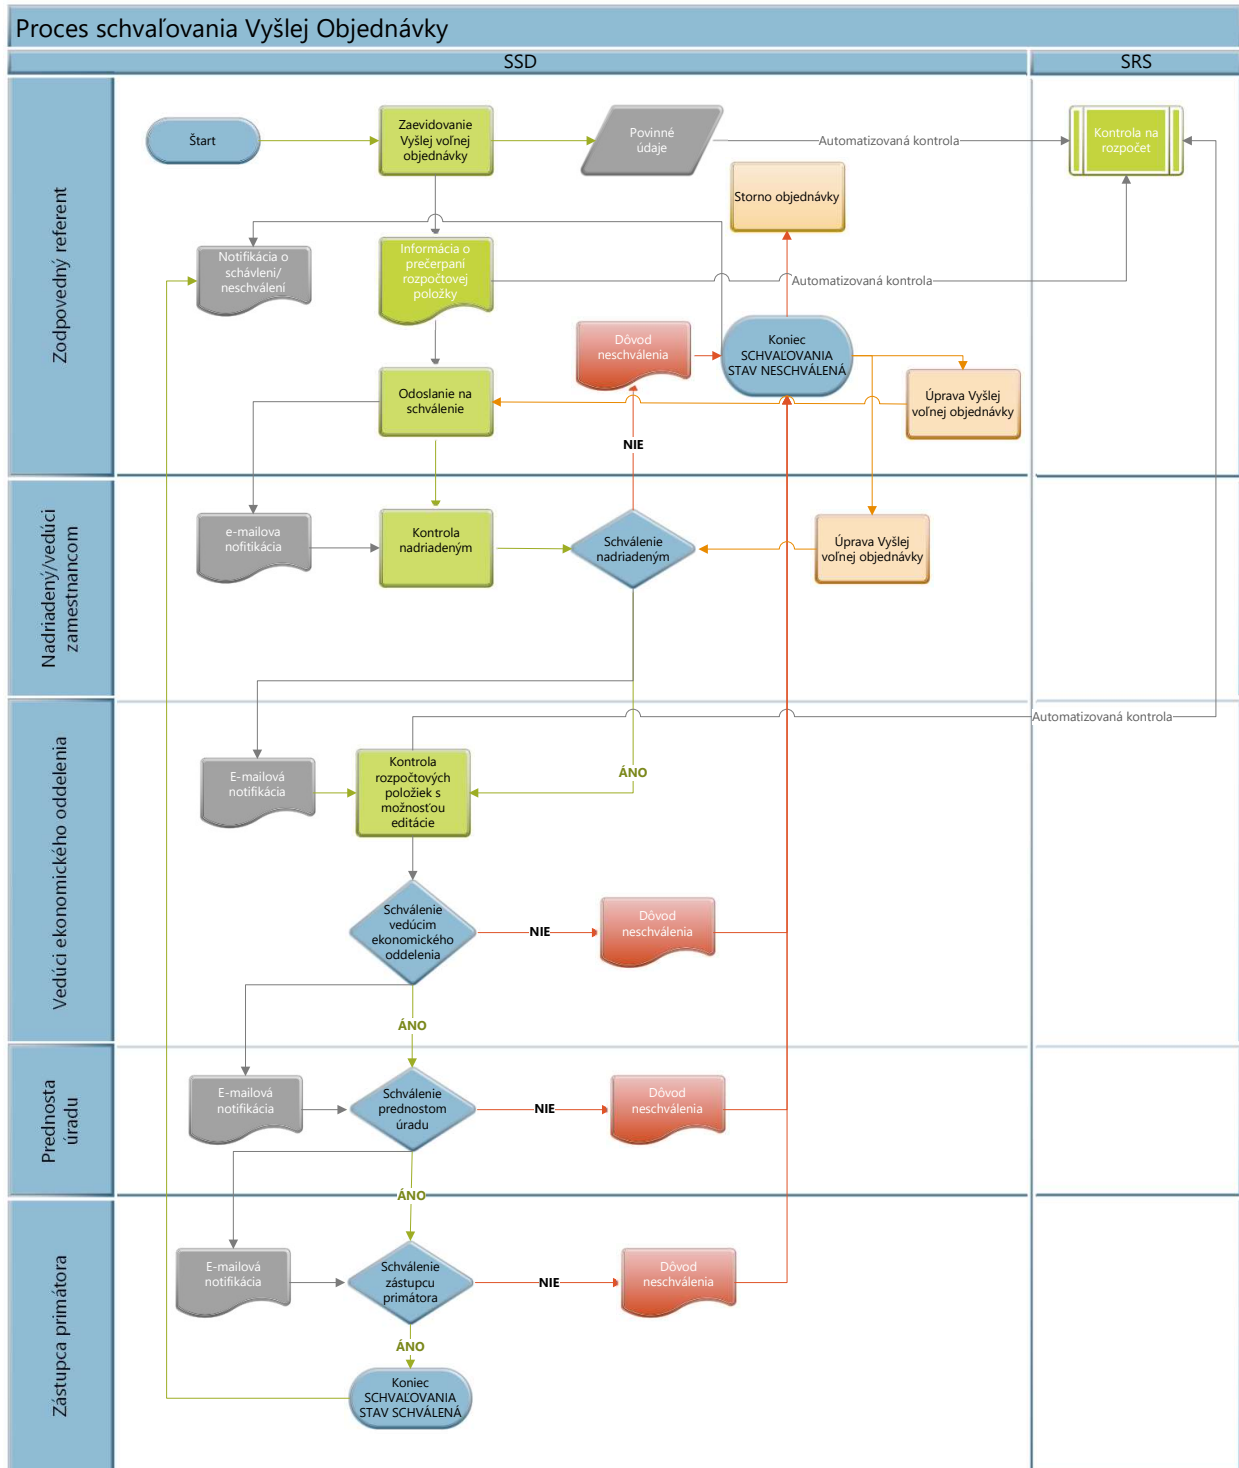 Proces schvaľovania Vyšlej Objednávky
SSD
SRS
Zodpovedný referent
Štart
Zaevidovanie
Vyšlej voľnej
objednávky
Povinné
údaje
Automatizovaná kontrola
Kontrola na
rozpočet
Storno objednávky
Notifikácia o
schávlení/
neschválení
Informácia o
prečerpaní
rozpočtovej
položky
Automatizovaná kontrola
Dôvod
neschválenia
Koniec
SCHVAĽOVANIA
STAV NESCHVÁLENÁ
Odoslanie na
schválenie
Úprava Vyšlej
voľnej objednávky
NIE
Nadriadený/vedúci
zamestnancom
e-mailova
nofitikácia
Kontrola
nadriadeným
Schválenie
nadriadeným
Úprava Vyšlej
voľnej objednávky
Vedúci ekonomického oddelenia
Automatizovaná kontrola
E-mailová
notifikácia
Kontrola
rozpočtových
položiek s
možnosťou
editácie
ÁNO
Schválenie
vedúcim
ekonomického
oddelenia
NIE
Dôvod
neschválenia
ÁNO
Prednosta
úradu
E-mailová
notifikácia
Schválenie
prednostom
úradu
NIE
Dôvod
neschválenia
ÁNO
Zástupca primátora
E-mailová
notifikácia
Schválenie
zástupcu
primátora
NIE
Dôvod
neschválenia
ÁNO
Koniec
SCHVAĽOVANIA
STAV SCHVÁLENÁ